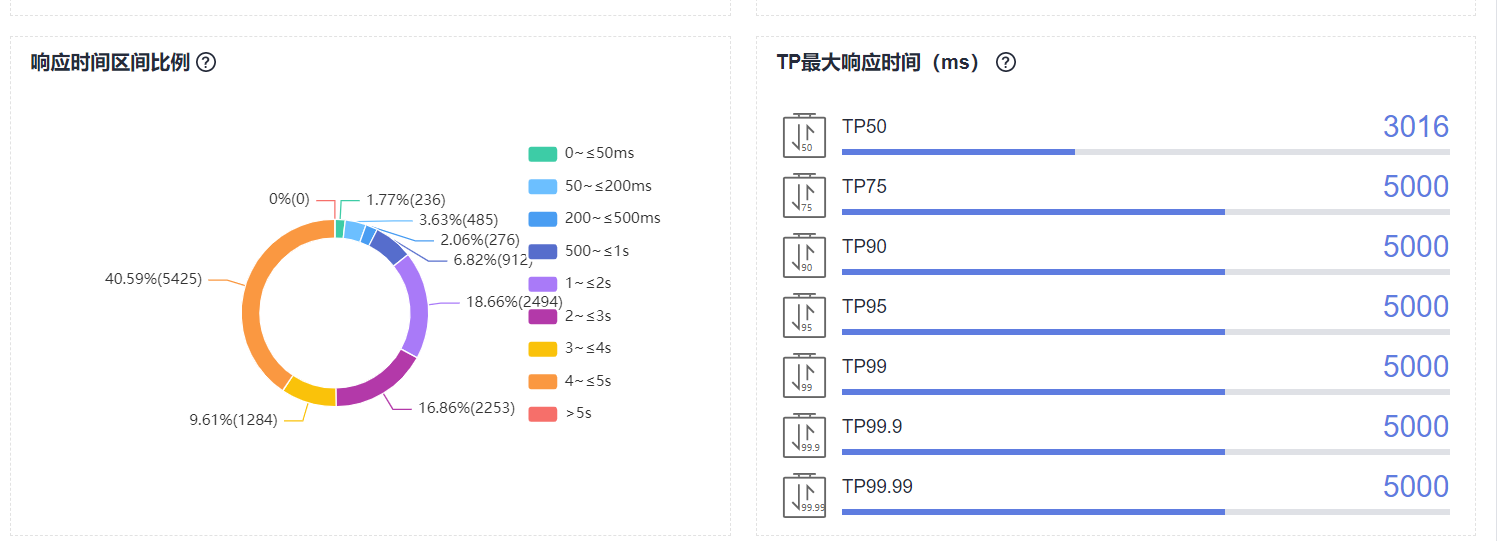 响应时间区间比例 ?
0%(0)
1.77%(236)
3.63%(485)
2.06%(276)
6.82%(912)
18.66%(2494)
16.86%(2253)
9.61%(1284)
40.59%(5425)
0~≤50ms
50~≤200ms
200~≤500ms
500~≤1s
1~≤2s
2~≤3s
3~≤4s
4~≤5s
>5s
TP最大响应时间（ms） ?
50
TP50
3016
75
TP75
5000
90
TP90
5000
95
TP95
5000
99
TP99
5000
99.9
TP99.9
5000
99.99
TP99.99
5000